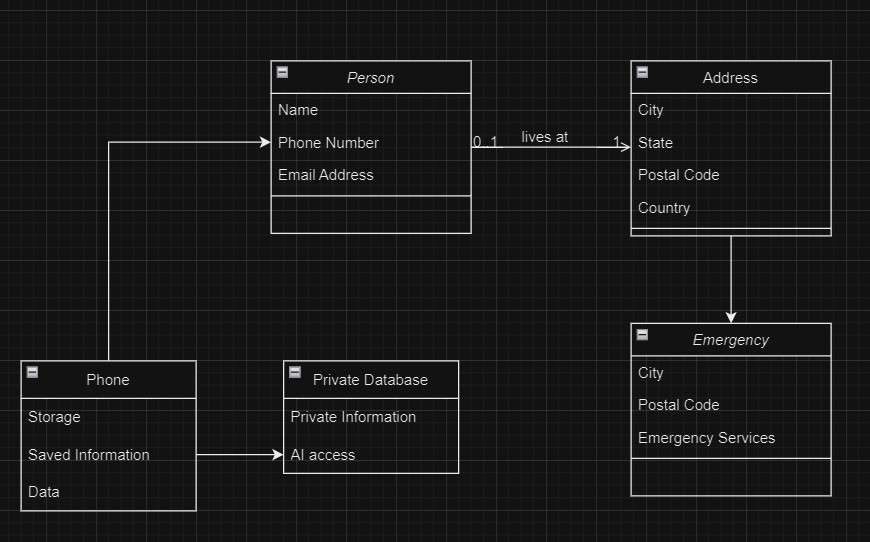 Person
Name
Phone Number
Email Address
0..1
lives at
1
Address
City
State
Postal Code
Country
Phone
Storage
Saved Information
Data
Private Database
Private Information
AI access
Emergency
City
Postal Code
Emergency Services